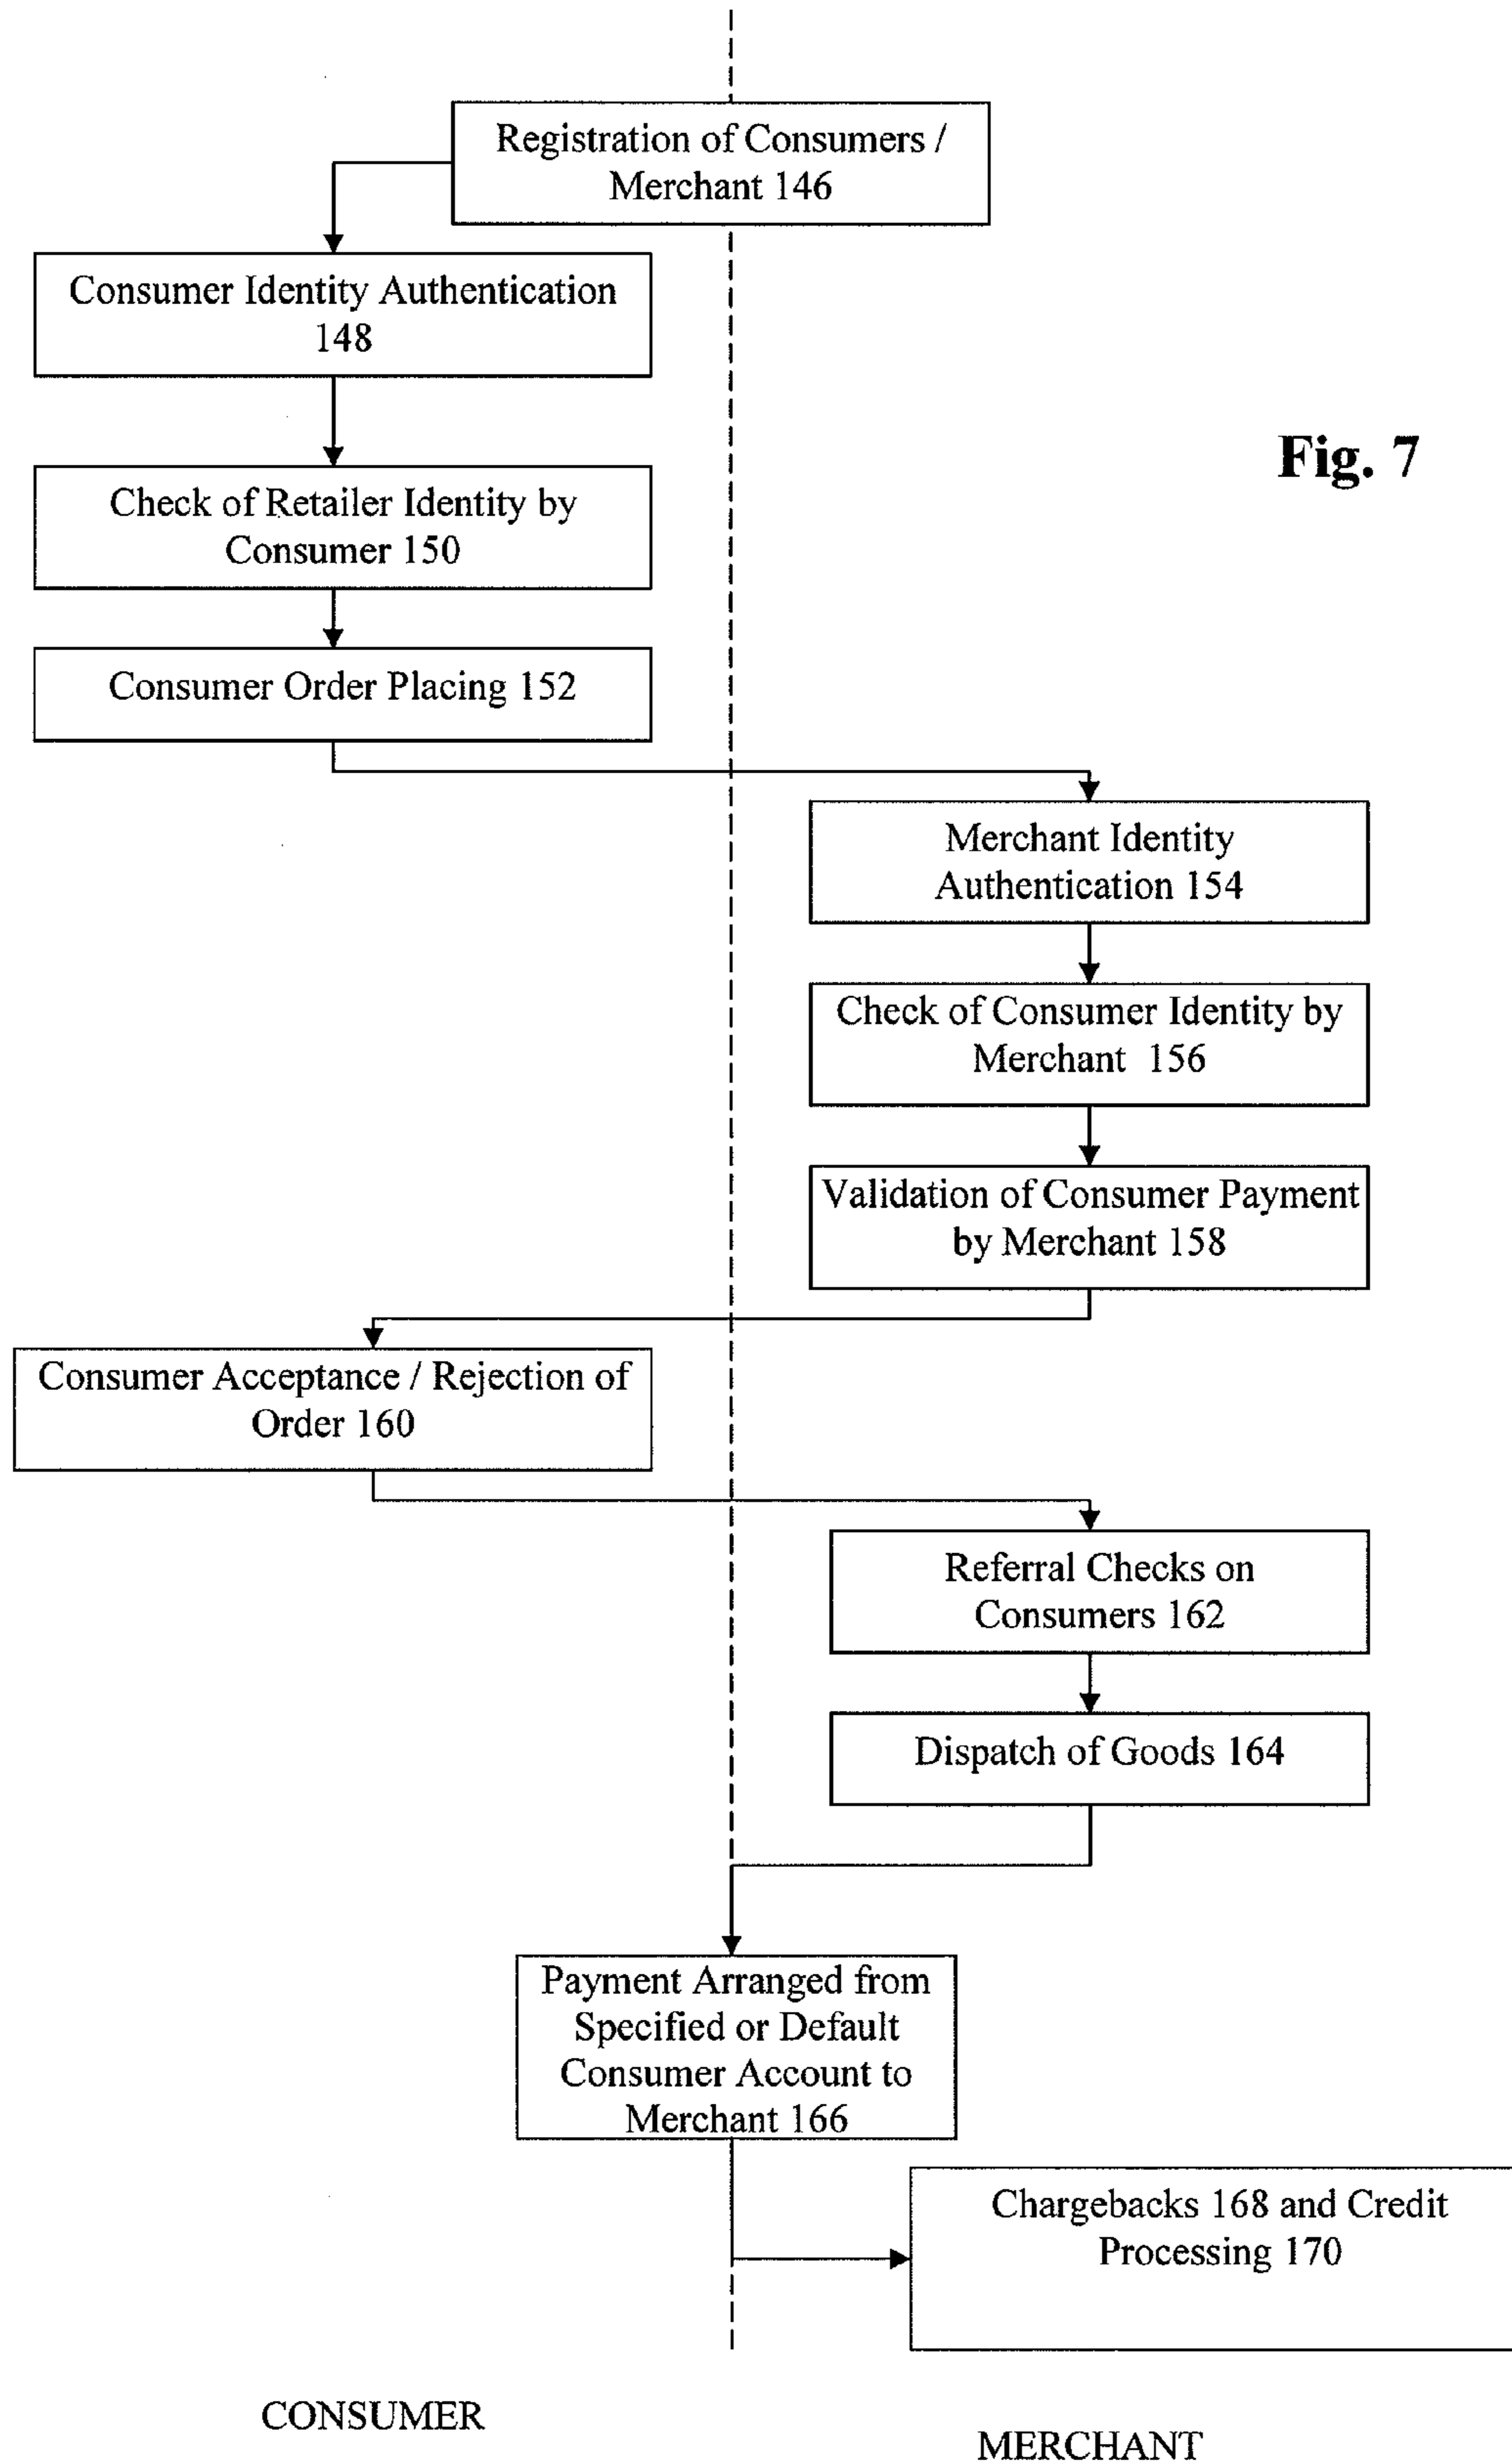 Registration of Consumers /
Merchant 146
Consumer Identity Authentication
148
Fig. 7
Check of Retailer Identity by
Consumer 150
Consumer Order Placing 152
Merchant Identity
Authentication 154
Check of Consumer Identity by
Merchant 156
Validation of Consumer Payment
by Merchant 158
Consumer Acceptance / Rejection of
Order 160
Referral Checks on
Consumers 162
Dispatch of Goods 164
Payment Arranged from
Specified or Default
Consumer Account to
Merchant 166
Chargebacks 168 and Credit
Processing 170
CONSUMER
MERCHANT